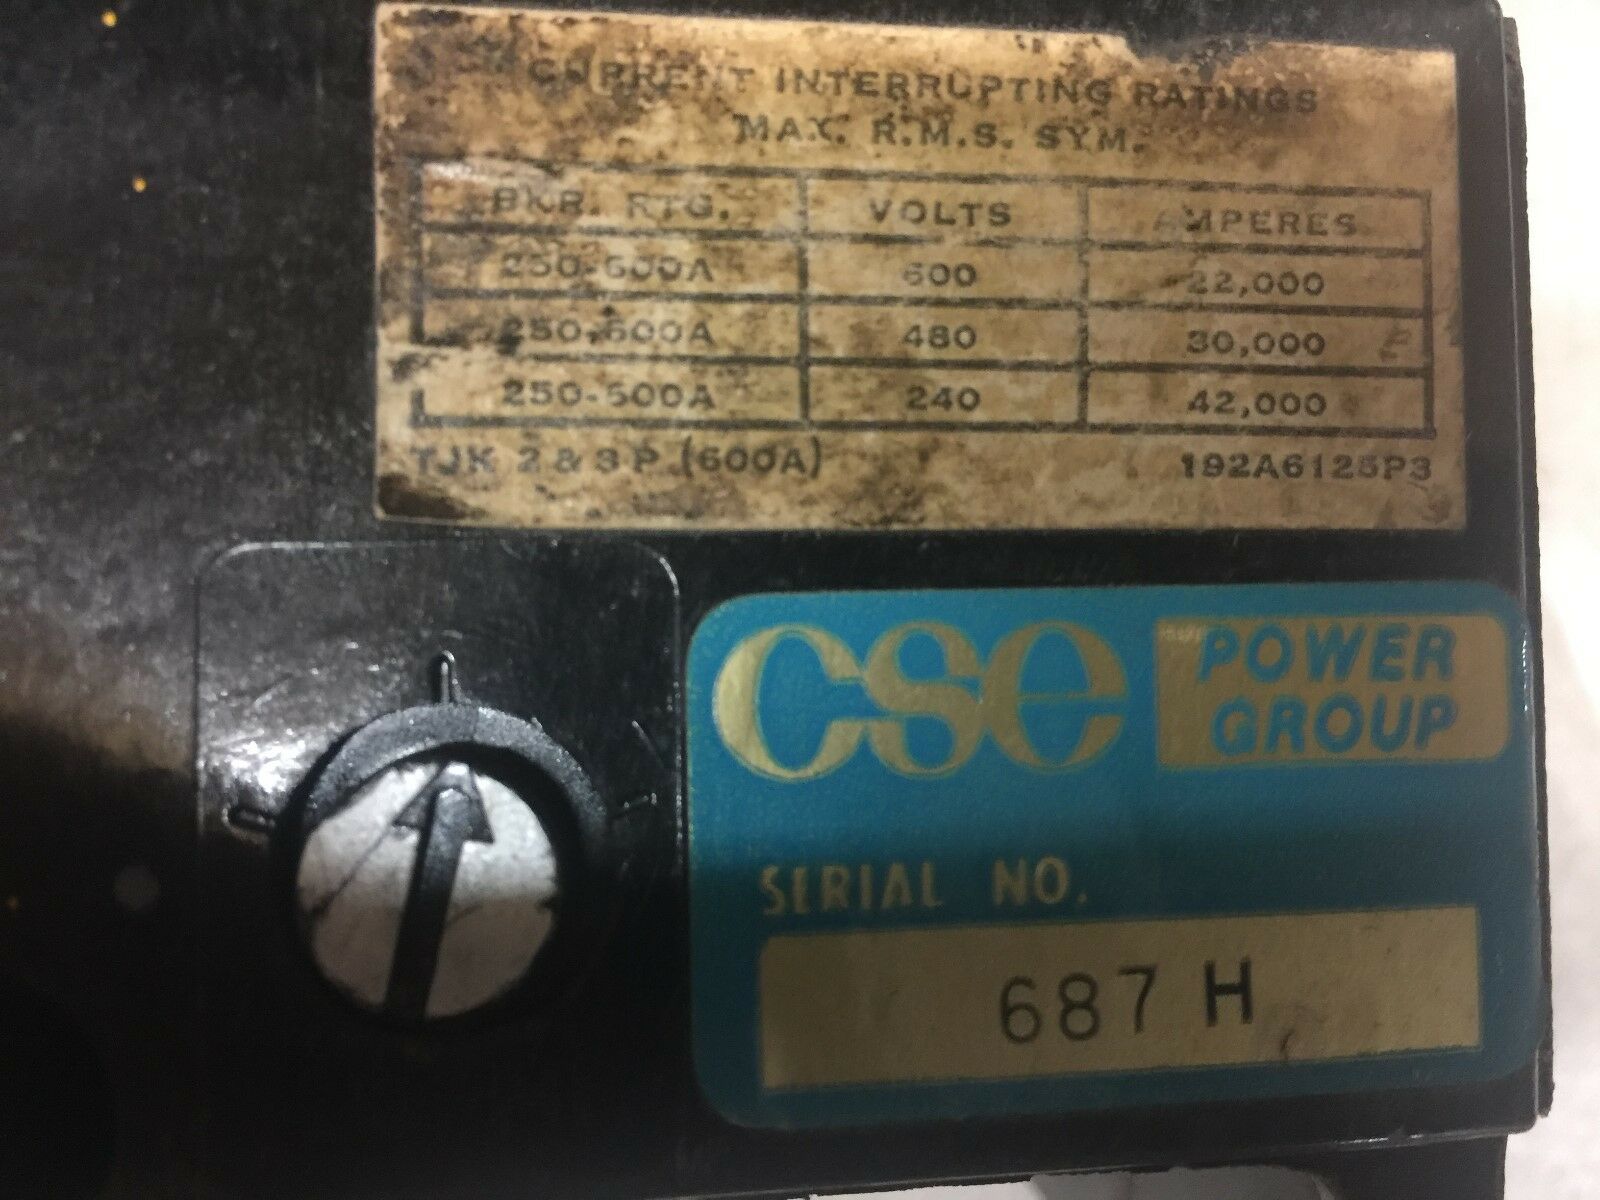 CURRENT INTERRUPTING RATINGS
MAX. R.M.S. SYM.
BKR. RTG. VOLTS AMPERES
250-600A 600 22,000
250-600A 480 30,000
250-600A 240 42,000
TJK 2 & 3 P (600A) 192A6125P3
cse POWER GROUP
SERIAL NO.
687 H